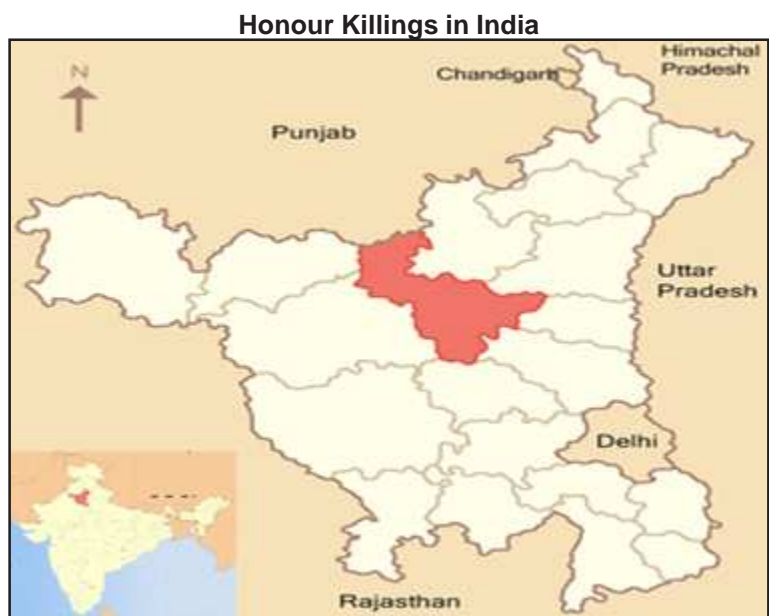 Honour Killings in India
Himachal
Pradesh
Chandigarh
N
Punjab
Uttar
Pradesh
Delhi
Rajasthan